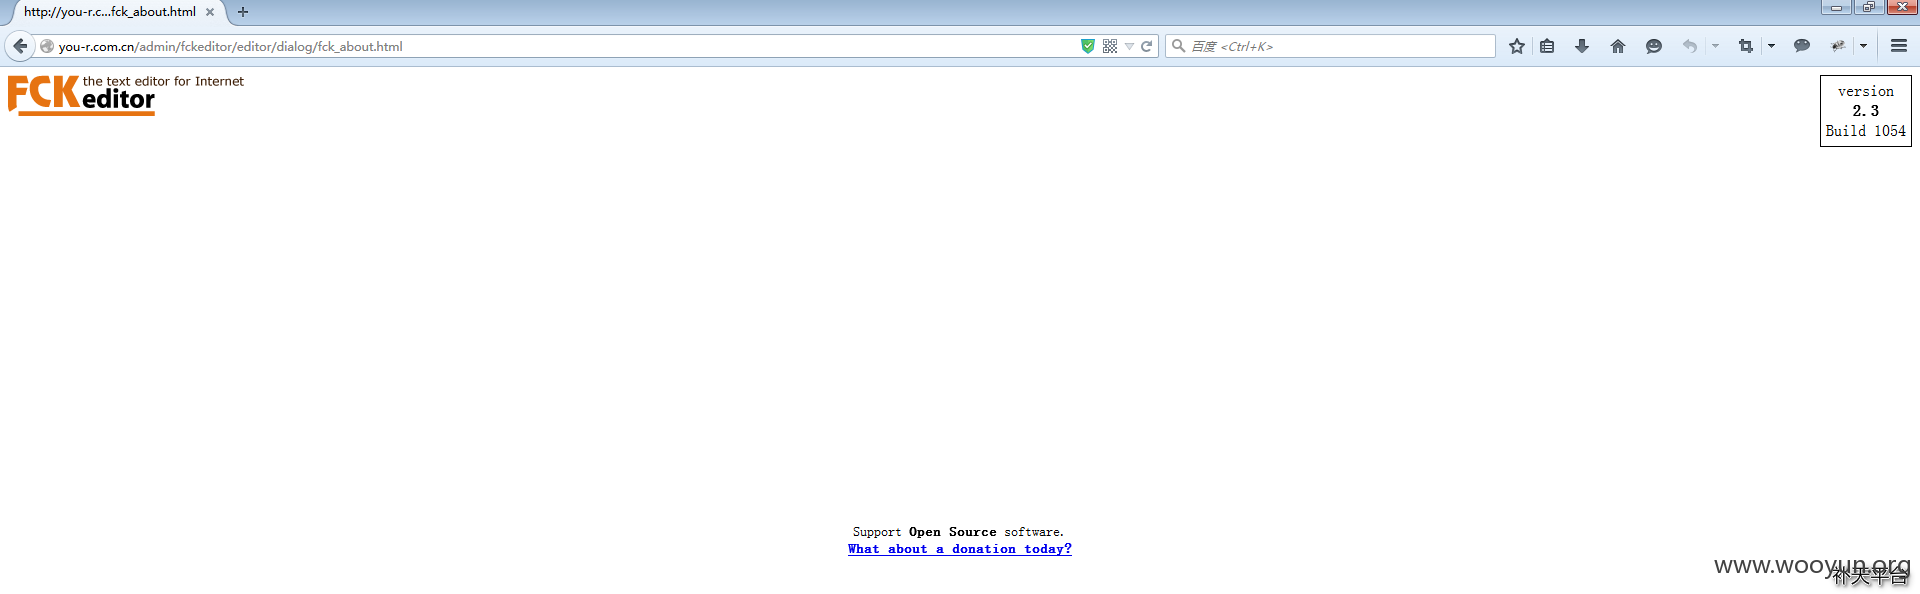 http://you-r.c...fck_about.html
you-r.com.cn/admin/fckeditor/editor/dialog/fck_about.html
百度 <Ctrl+K>
FCKeditor the text editor for Internet
version
2.3
Build 1054
Support Open Source software.
What about a donation today?
www.wooyun.org
补天平台